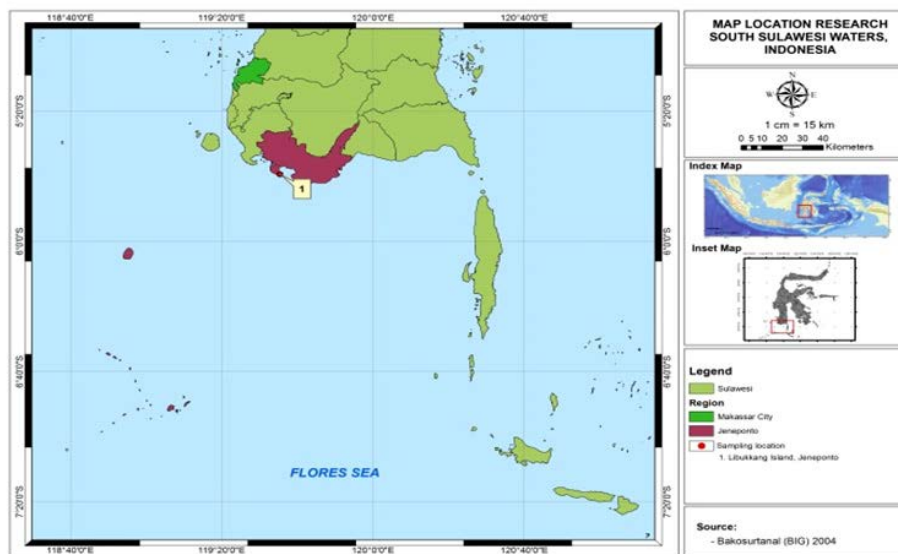 118°40'0"E
119°20'0"E
120°0'0"E
120°40'0"E
5°20'0"S
6°0'0"S
6°40'0"S
7°20'0"S
1
FLORES SEA
5°20'0"S
6°0'0"S
6°40'0"S
7°20'0"S
118°40'0"E
119°20'0"E
120°0'0"E
120°40'0"E
MAP LOCATION RESEARCH
SOUTH SULAWESI WATERS,
INDONESIA
N
W E
S
1 cm = 15 km
0 5 10 20 30 40
Kilometers
Index Map
Inset Map
Legend
Sulawesi
Region
Makassar City
Jeneponto
Sampling location
1. Libukkang Island, Jeneponto
Source:
- Bakosurtanal (BIG) 2004